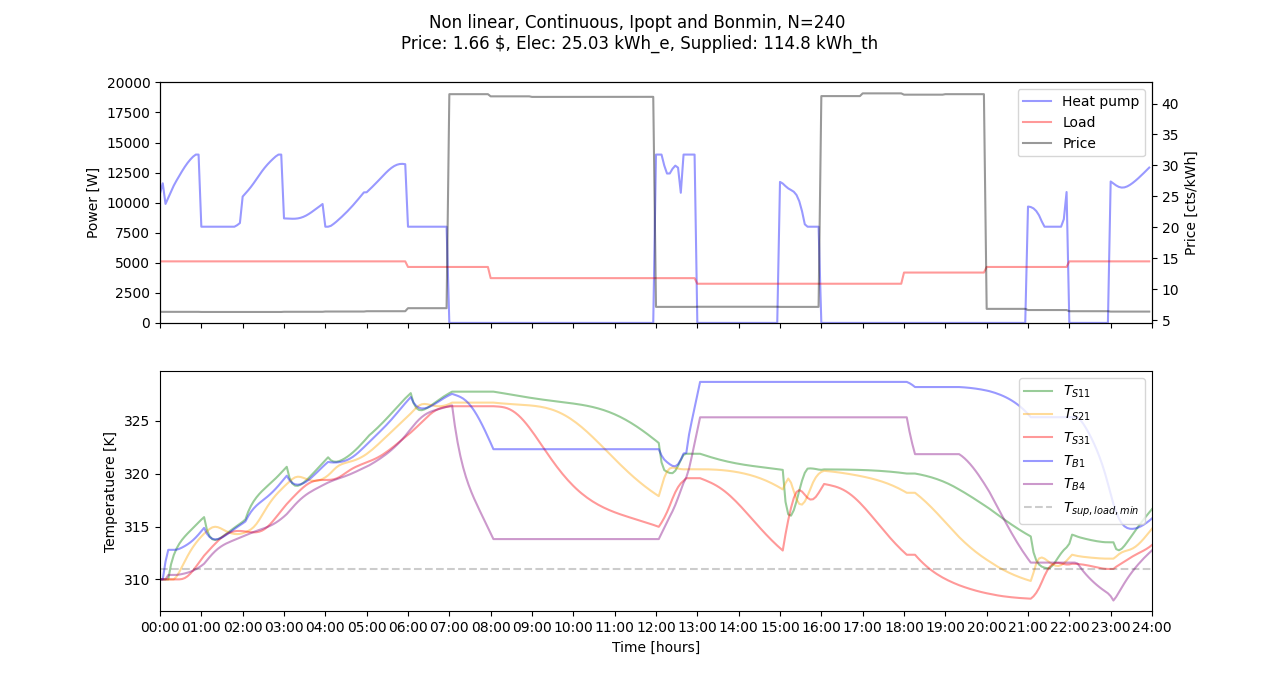 Non linear, Continuous, Ipopt and Bonmin, N=240
Price: 1.66 $, Elec: 25.03 kWh_e, Supplied: 114.8 kWh_th
20000
17500
15000
12500
10000
7500
5000
2500
0
Power [W]
Heat pump
Load
Price
40
35
30
25
20
15
10
5
Price [cts/kWh]
325
320
315
310
Temperatuere [K]
T_{S11}
T_{S21}
T_{S31}
T_{B1}
T_{B4}
T_{sup,load,min}
00:00 01:00 02:00 03:00 04:00 05:00 06:00 07:00 08:00 09:00 10:00 11:00 12:00 13:00 14:00 15:00 16:00 17:00 18:00 19:00 20:00 21:00 22:00 23:00 24:00
Time [hours]